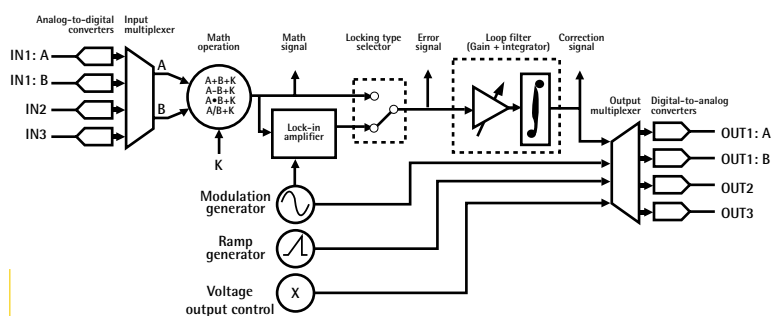 Analog-to-digital
converters
Input
multiplexer
Math
operation
Math
signal
Locking type
selector
Error
signal
Loop filter
(Gain + integrator)
Correction
signal
IN1: A
IN1: B
IN2
IN3
A
B
A+B+K
A-B+K
A•B+K
A/B+K
K
Lock-in
amplifier
Output
multiplexer
Digital-to-analog
converters
OUT1: A
OUT1: B
OUT2
OUT3
Modulation
generator
Ramp
generator
Voltage
output control
X